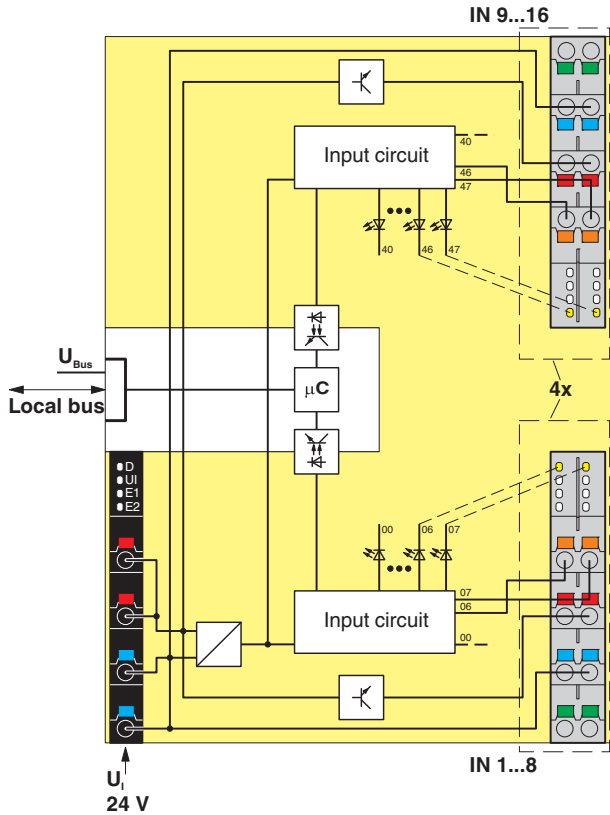 IN 9...16
Input circuit
40
46
47
40
46
47
U_Bus
Local bus
µC
4x
D
UI
E1
E2
00
06
07
07
06
00
Input circuit
IN 1...8
U_I
24 V